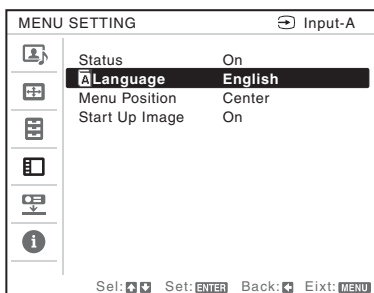 MENU SETTING Input-A
Status On
A Language English
Menu Position Center
Start Up Image On
Sel: Set: ENTER Back: Eixt: MENU